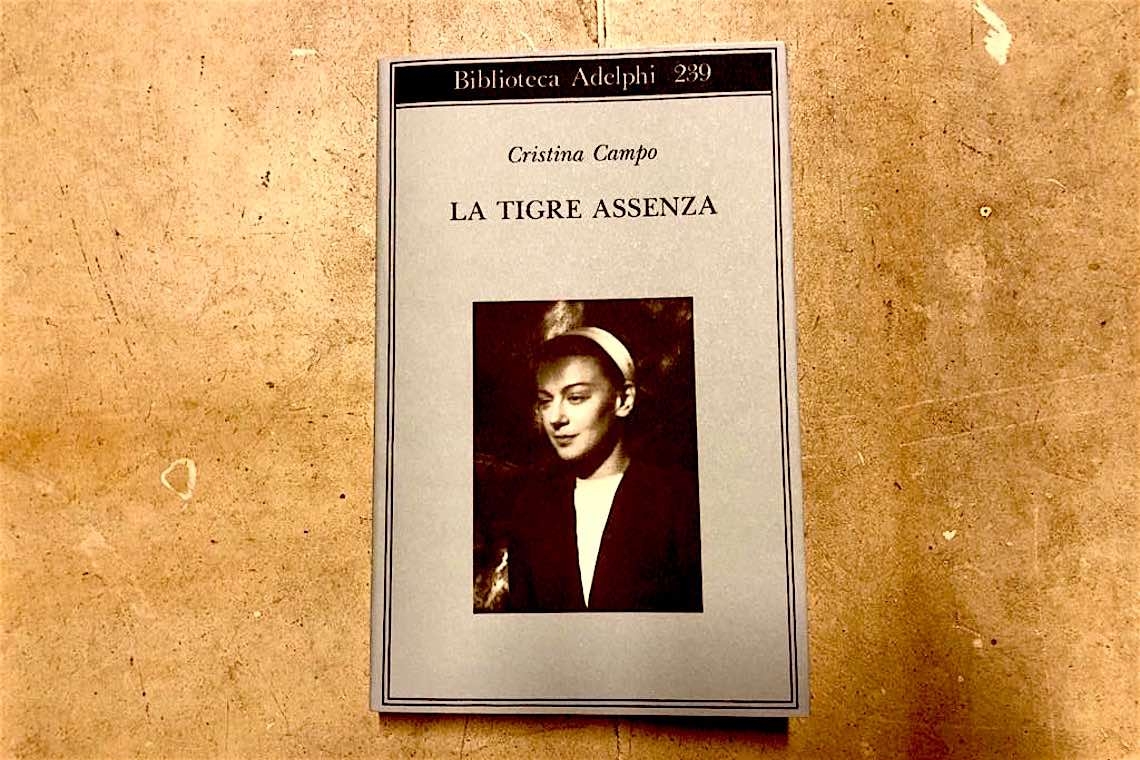 Biblioteca Adelphi 239
Cristina Campo
LA TIGRE ASSENZA